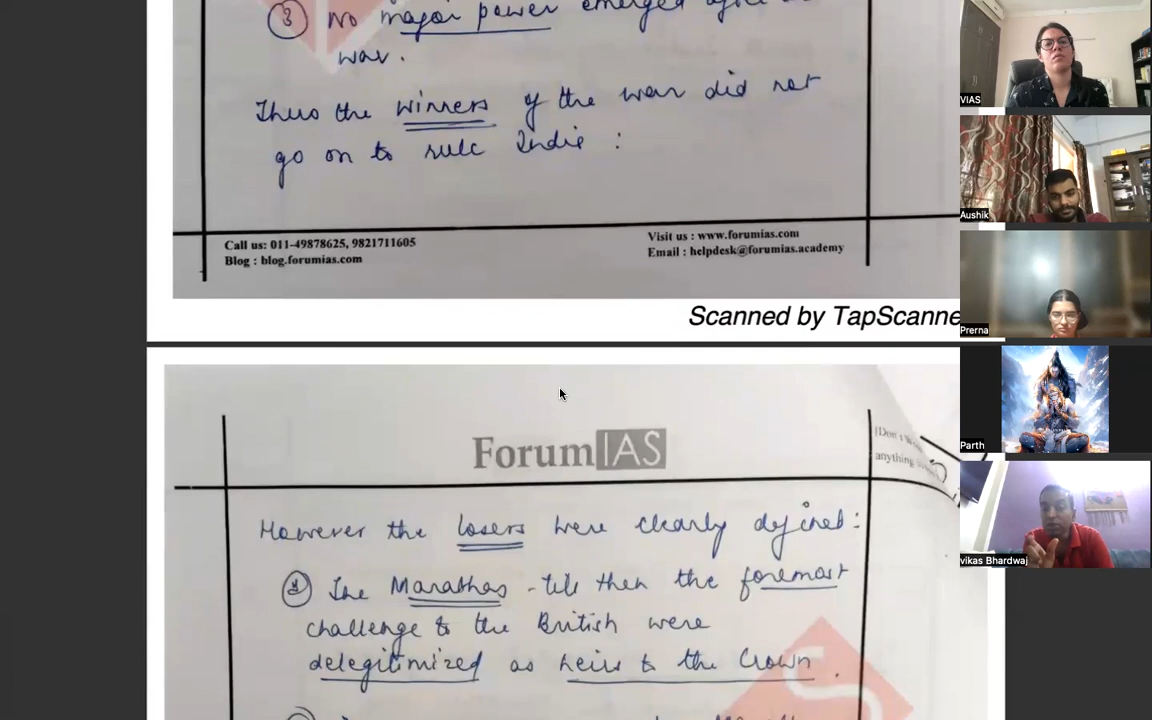 ③ No major power emerged after
war.
Thus the winners of the war did not
go on to rule India :
Call us: 011-49878625, 9821711605
Blog : blog.forumias.com
Visit us : www.forumias.com
Email : helpdesk@forumias.academy
Scanned by TapScanne
ForumIAS
(Don't
anything
However the losers were clearly defined:
The Marathas - till then the foremost
challenge to the British were
delegitimized as heirs to the Crown.
VIAS
Aushik
Prerna
Parth
vikas Bhardwaj